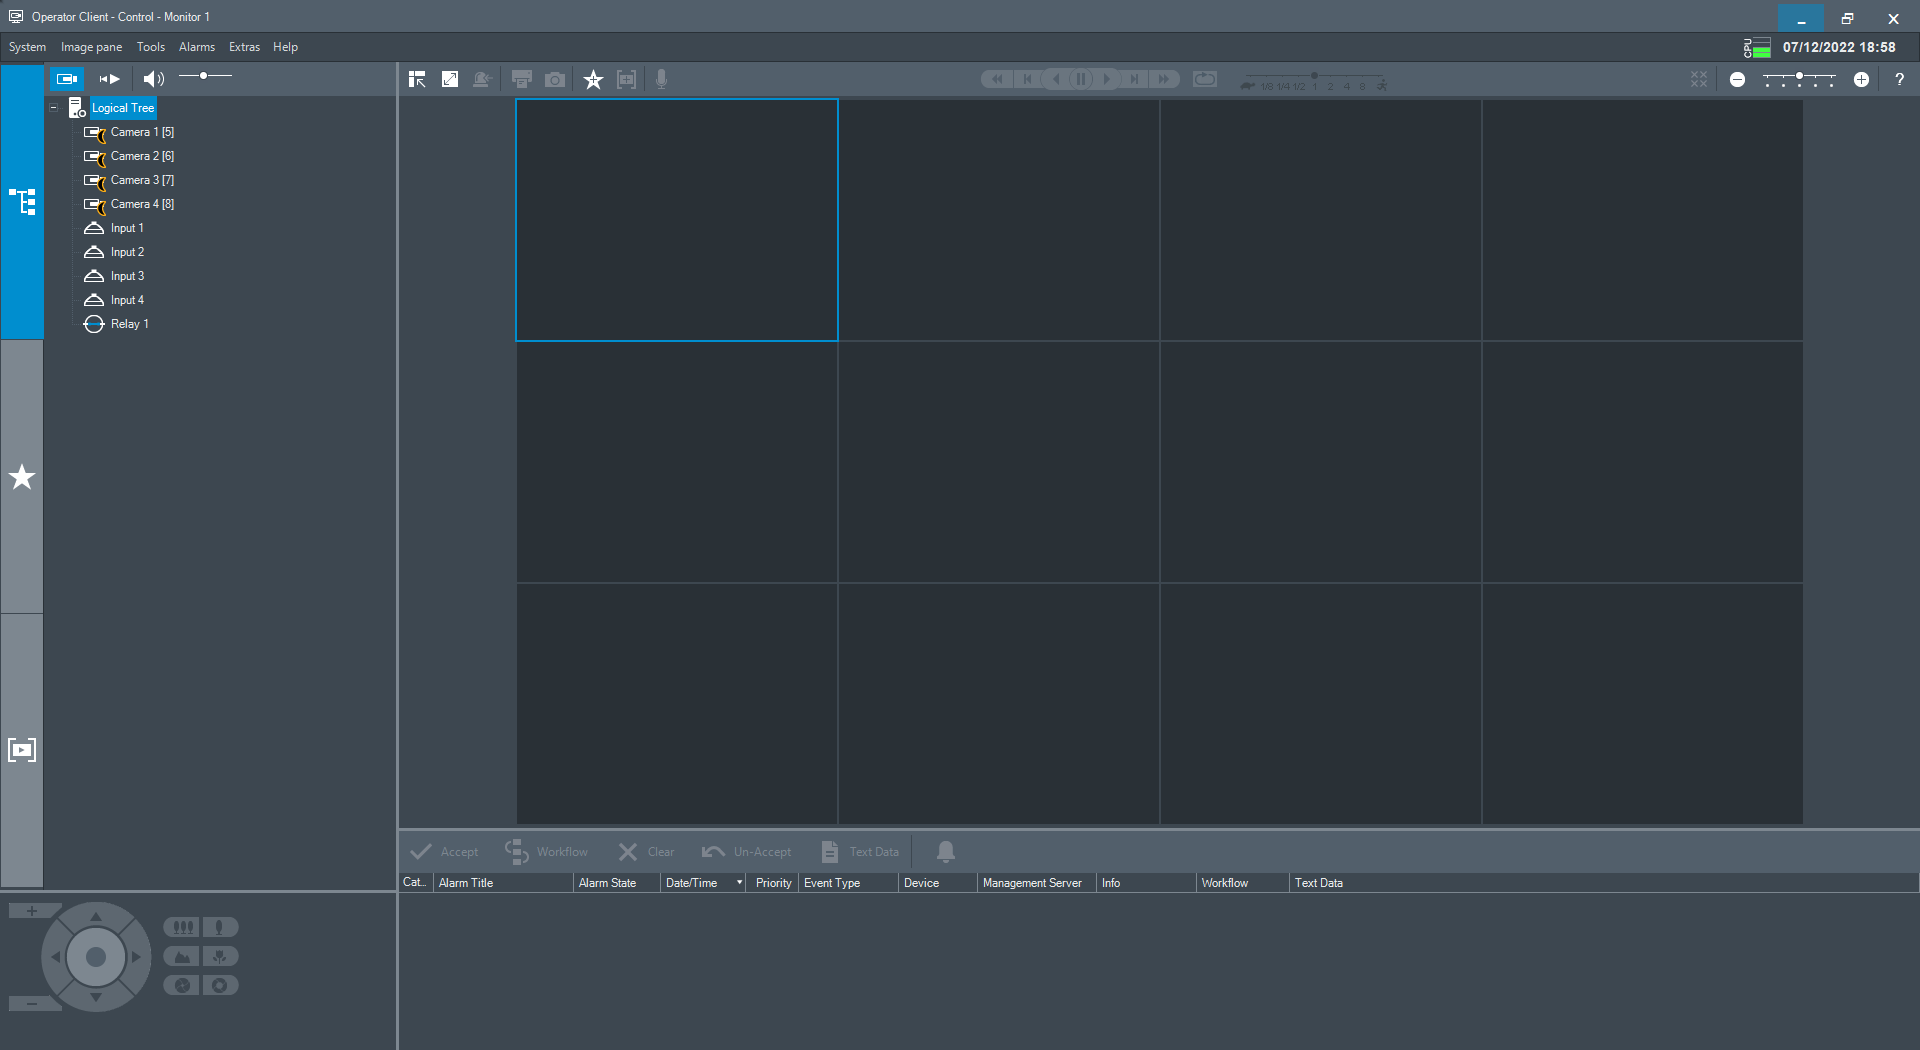 Operator Client - Control - Monitor 1
System Image pane Tools Alarms Extras Help
CPU 07/12/2022 18:58
1/8 1/4 1/2 1 2 4 8
?
Logical Tree
Camera 1 [5]
Camera 2 [6]
Camera 3 [7]
Camera 4 [8]
Input 1
Input 2
Input 3
Input 4
Relay 1
Accept Workflow Clear Un-Accept Text Data
Cat... Alarm Title Alarm State Date/Time Priority Event Type Device Management Server Info Workflow Text Data